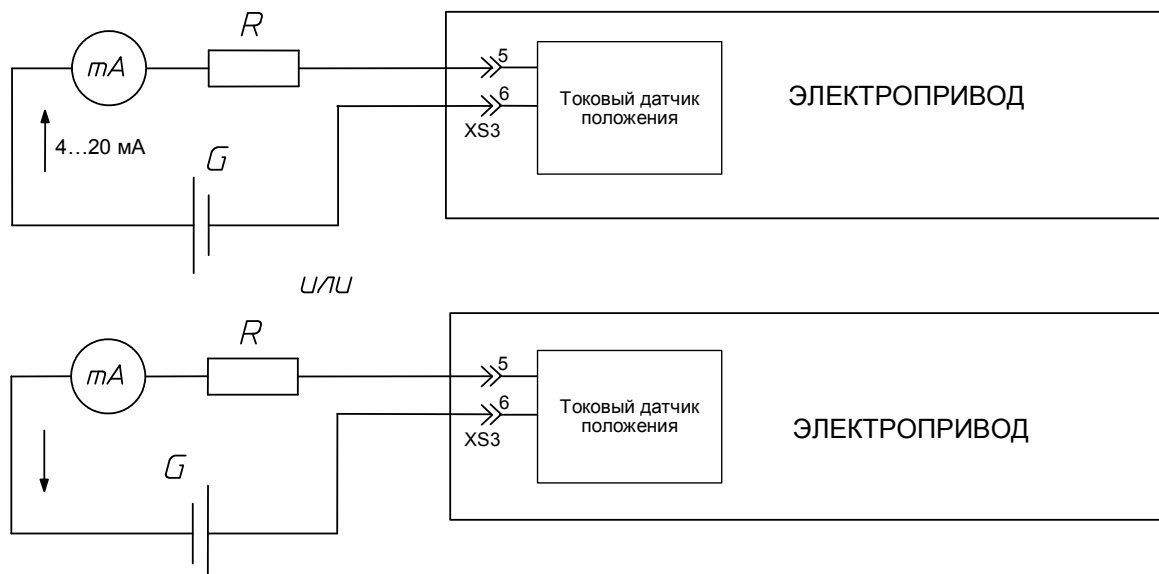 R
mA
5
6
XS3
Токовый датчик
положения
ЭЛЕКТРОПРИВОД
4...20 мА
G
или
R
mA
5
6
XS3
Токовый датчик
положения
ЭЛЕКТРОПРИВОД
G